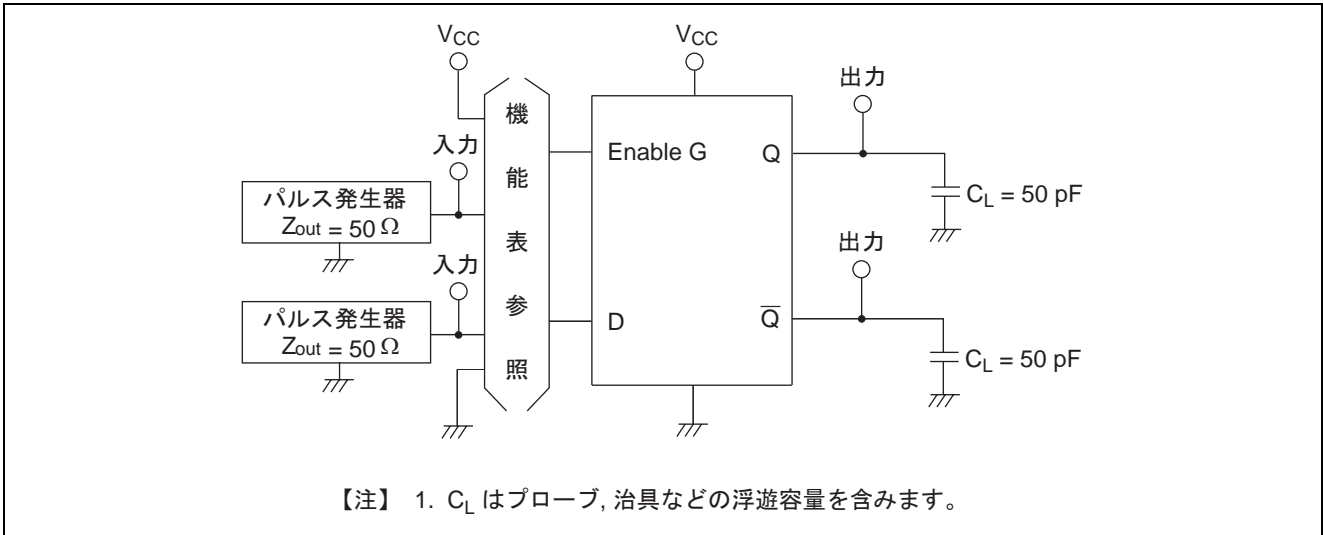 VCC
VCC
出力
機能表参照
入力
Enable G
Q
パルス発生器
Zout = 50 Ω
CL = 50 pF
入力
出力
パルス発生器
Zout = 50 Ω
D
Q̅
CL = 50 pF
【注】 1. CL はプローブ, 治具などの浮遊容量を含みます。